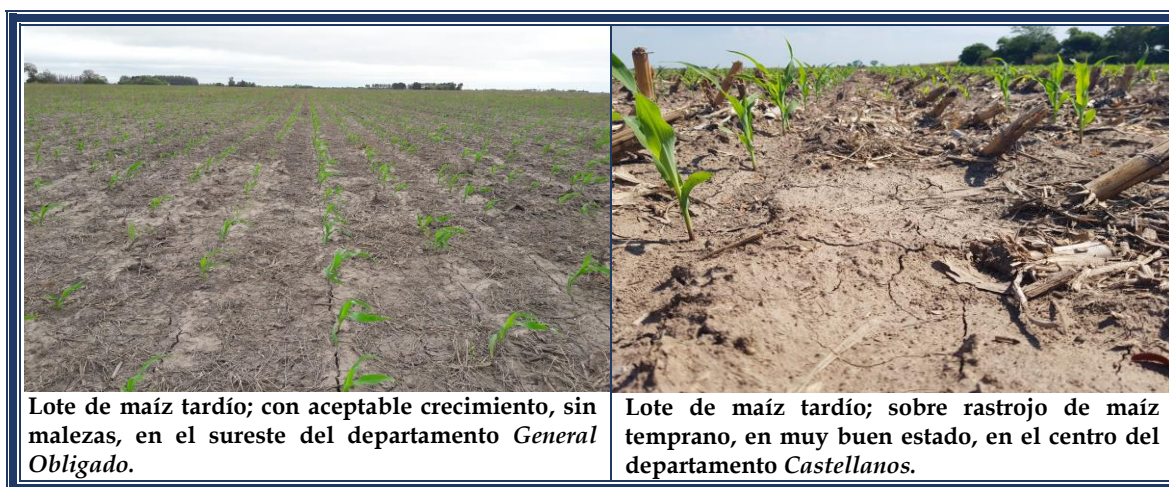 Lote de maíz tardío; con aceptable crecimiento, sin
malezas, en el sureste del departamento General
Obligado.
Lote de maíz tardío; sobre rastrojo de maíz
temprano, en muy buen estado, en el centro del
departamento Castellanos.